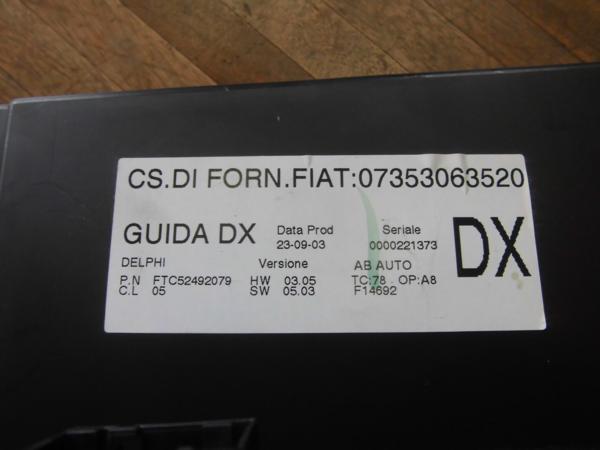 CS.DI FORN.FIAT:07353063520
GUIDA DX Data Prod Seriale DX
23-09-03 0000221373
DELPHI Versione AB AUTO
P.N FTC52492079 HW 03.05 TC:78 OP:A8
C.L 05 SW 05.03 F14692